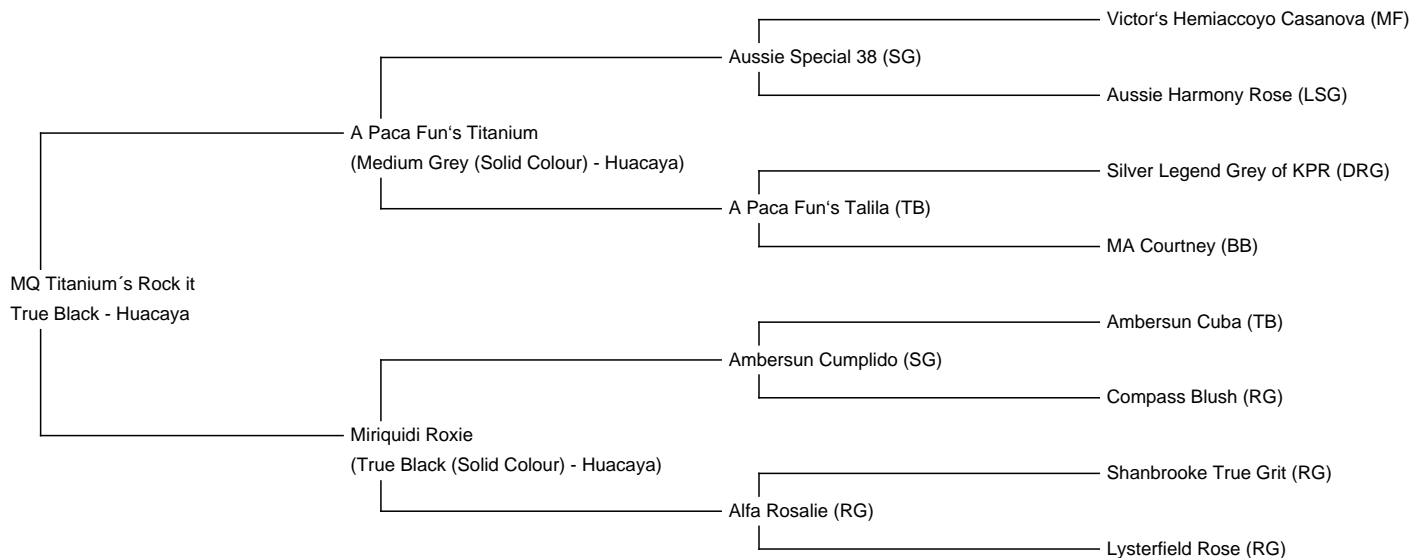 Victor‘s Hemiaccoyo Casanova (MF)
Aussie Special 38 (SG)
Aussie Harmony Rose (LSG)
A Paca Fun‘s Titanium
(Medium Grey (Solid Colour) - Huacaya)
Silver Legend Grey of KPR (DRG)
A Paca Fun‘s Talila (TB)
MA Courtney (BB)
MQ Titanium´s Rock it
True Black - Huacaya
Ambersun Cuba (TB)
Ambersun Cumplido (SG)
Compass Blush (RG)
Miriquidi Roxie
(True Black (Solid Colour) - Huacaya)
Shanbrooke True Grit (RG)
Alfa Rosalie (RG)
Lysterfield Rose (RG)